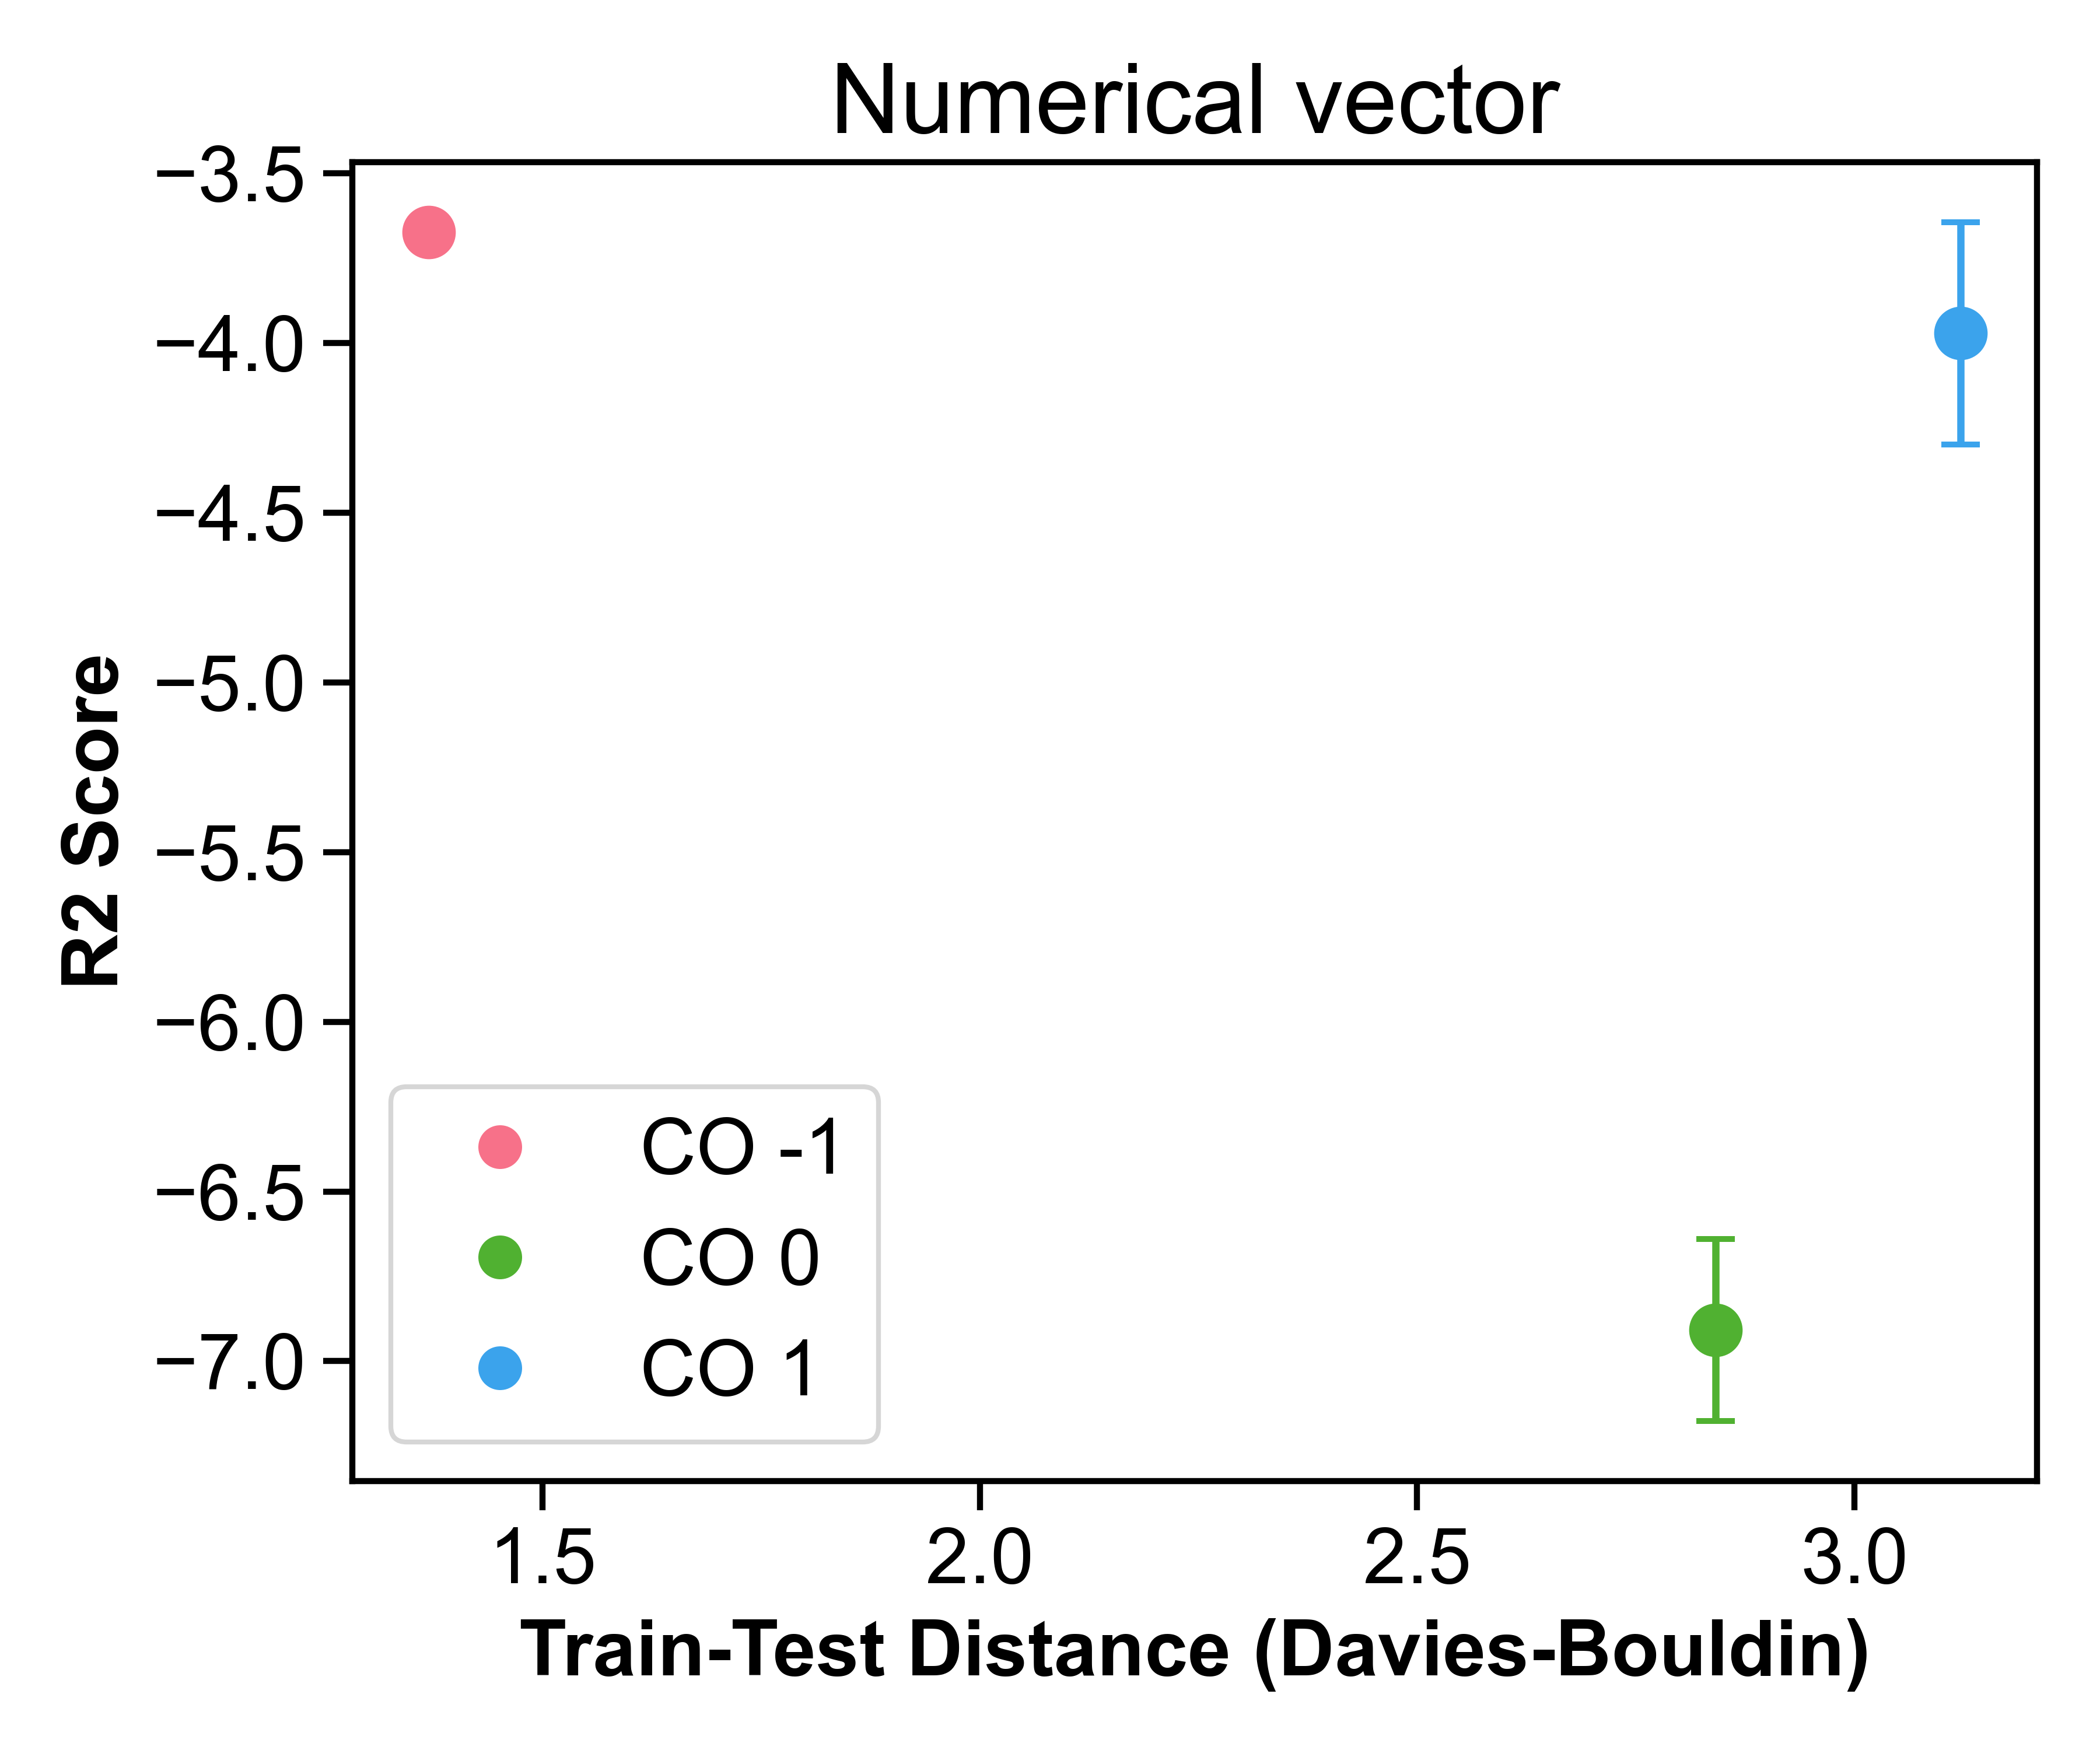 Numerical vector
−3.5
−4.0
−4.5
−5.0
−5.5
−6.0
−6.5
−7.0
R2 Score
CO -1
CO 0
CO 1
1.5
2.0
2.5
3.0
Train-Test Distance (Davies-Bouldin)